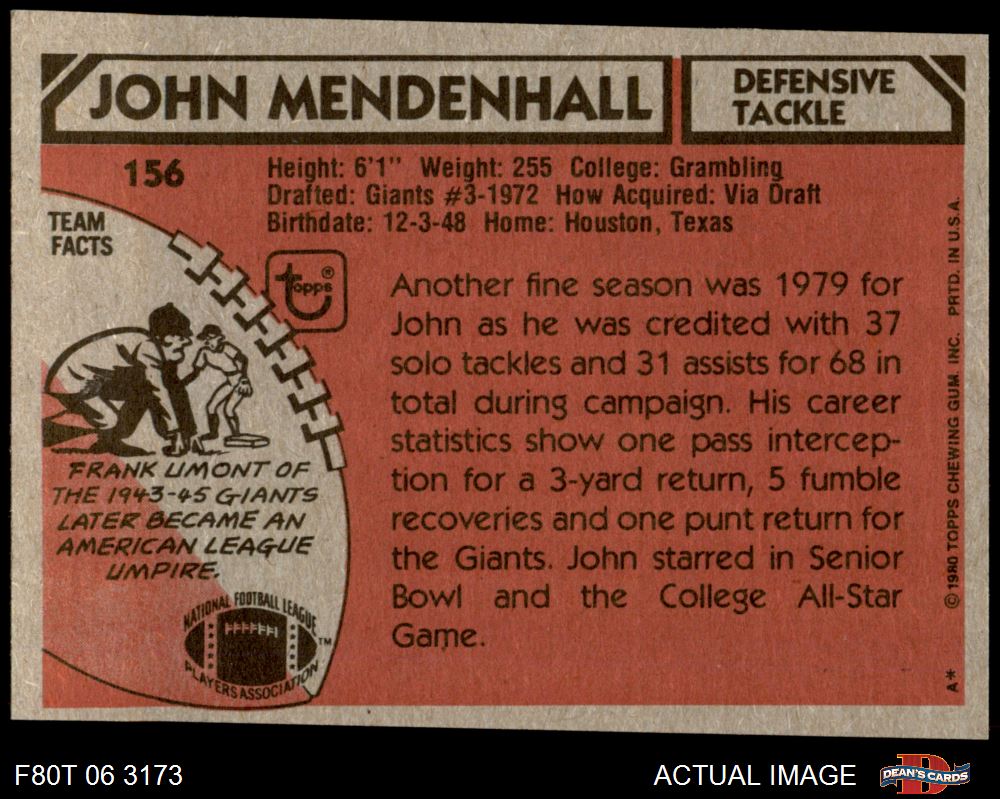 JOHN MENDENHALL
DEFENSIVE
TACKLE
156
Height: 6'1" Weight: 255 College: Grambling
Drafted: Giants #3-1972 How Acquired: Via Draft
Birthdate: 12-3-48 Home: Houston, Texas
TEAM
FACTS
topps®
Another fine season was 1979 for
John as he was credited with 37
solo tackles and 31 assists for 68 in
total during campaign. His career
statistics show one pass intercep-
tion for a 3-yard return, 5 fumble
recoveries and one punt return for
the Giants. John starred in Senior
Bowl and the College All-Star
Game.
FRANK UMONT OF
THE 1943-45 GIANTS
LATER BECAME AN
AMERICAN LEAGUE
UMPIRE.
NATIONAL FOOTBALL LEAGUE
PLAYERS ASSOCIATION
TM
A* © 1980 TOPPS CHEWING GUM, INC. PRTD. IN U.S.A.
F80T 06 3173
ACTUAL IMAGE
DEAN'S CARDS